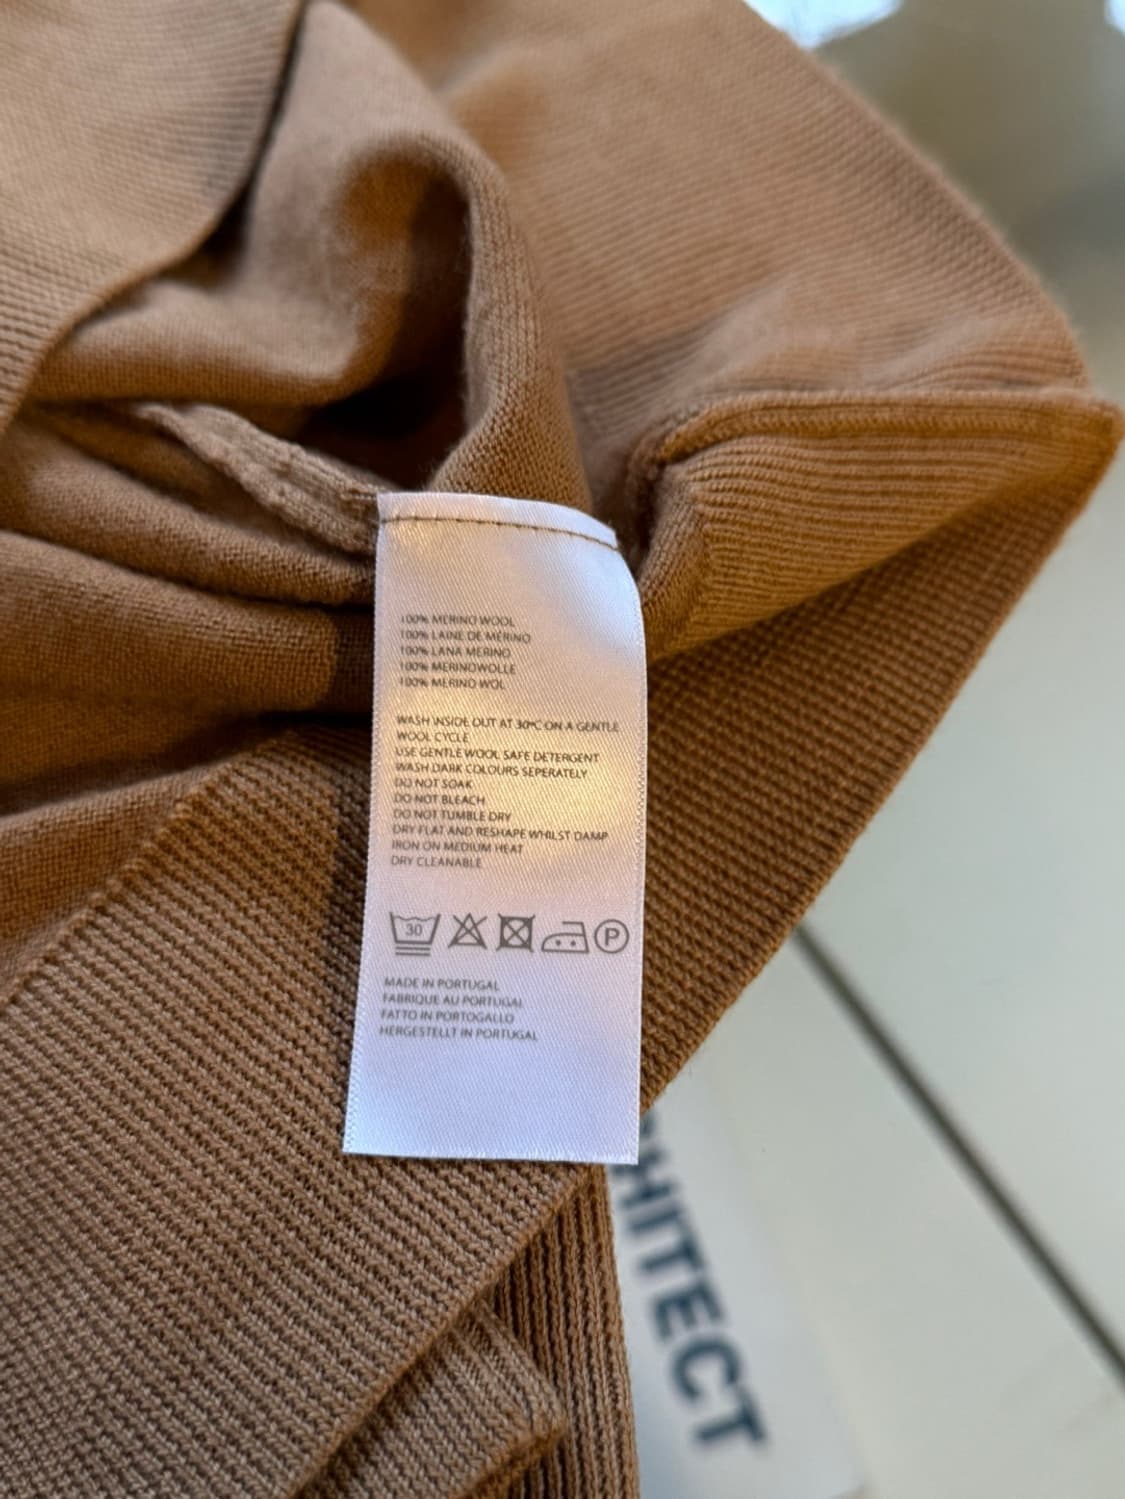 100% MERINO WOOL
100% LAINE DE MÉRINO
100% LANA MERINO
100% MERINOWOLLE
100% MERINO WOL
WASH INSIDE OUT AT 30°C ON A GENTLE
WOOL CYCLE
USE GENTLE WOOL SAFE DETERGENT
WASH DARK COLOURS SEPERATELY
DO NOT SOAK
DO NOT BLEACH
DO NOT TUMBLE DRY
DRY FLAT AND RESHAPE WHILST DAMP
IRON ON MEDIUM HEAT
DRY CLEANABLE
30 P
MADE IN PORTUGAL
FABRIQUE AU PORTUGAL
FATTO IN PORTOGALLO
HERGESTELLT IN PORTUGAL
HITECT